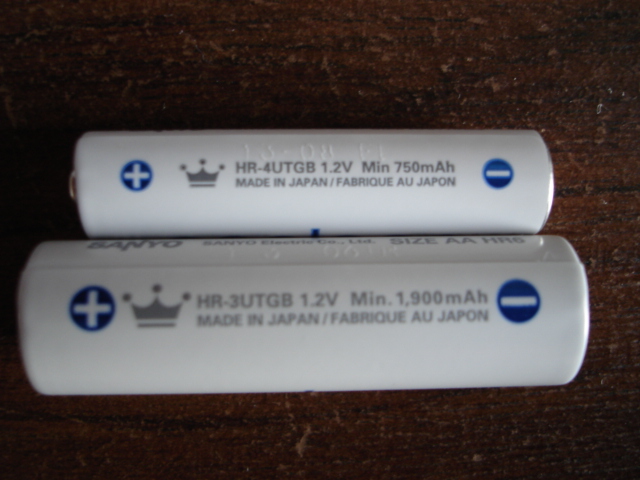 HR-4UTGB 1.2V Min 750mAh
MADE IN JAPAN / FABRIQUE AU JAPON
SANYO SANYO Electric Co., Ltd. SIZE AA HR6
HR-3UTGB 1.2V Min. 1,900mAh
MADE IN JAPAN / FABRIQUE AU JAPON